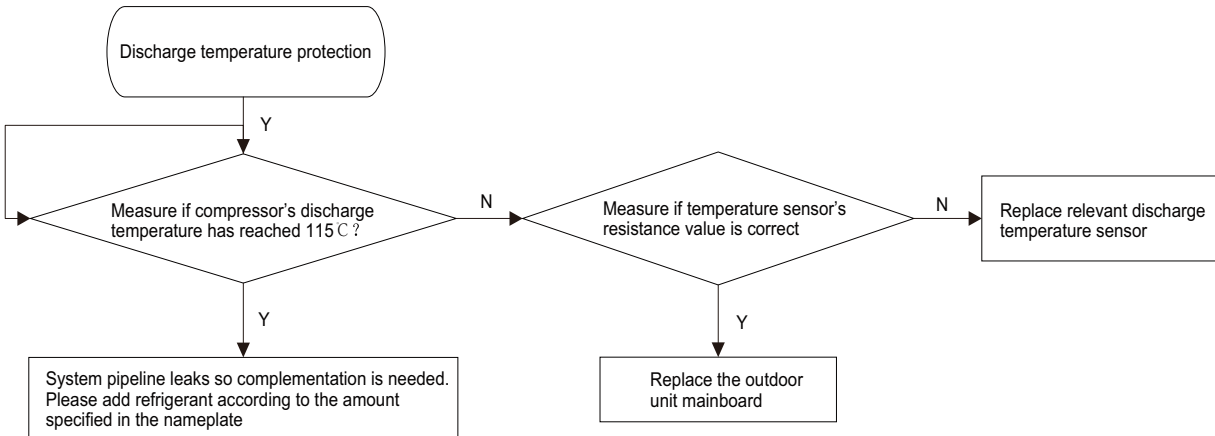 Discharge temperature protection
Y
Measure if compressor's discharge
temperature has reached 115℃?
N
Measure if temperature sensor's
resistance value is correct
N
Replace relevant discharge
temperature sensor
Y
System pipeline leaks so complementation is needed.
Please add refrigerant according to the amount
specified in the nameplate
Y
Replace the outdoor
unit mainboard